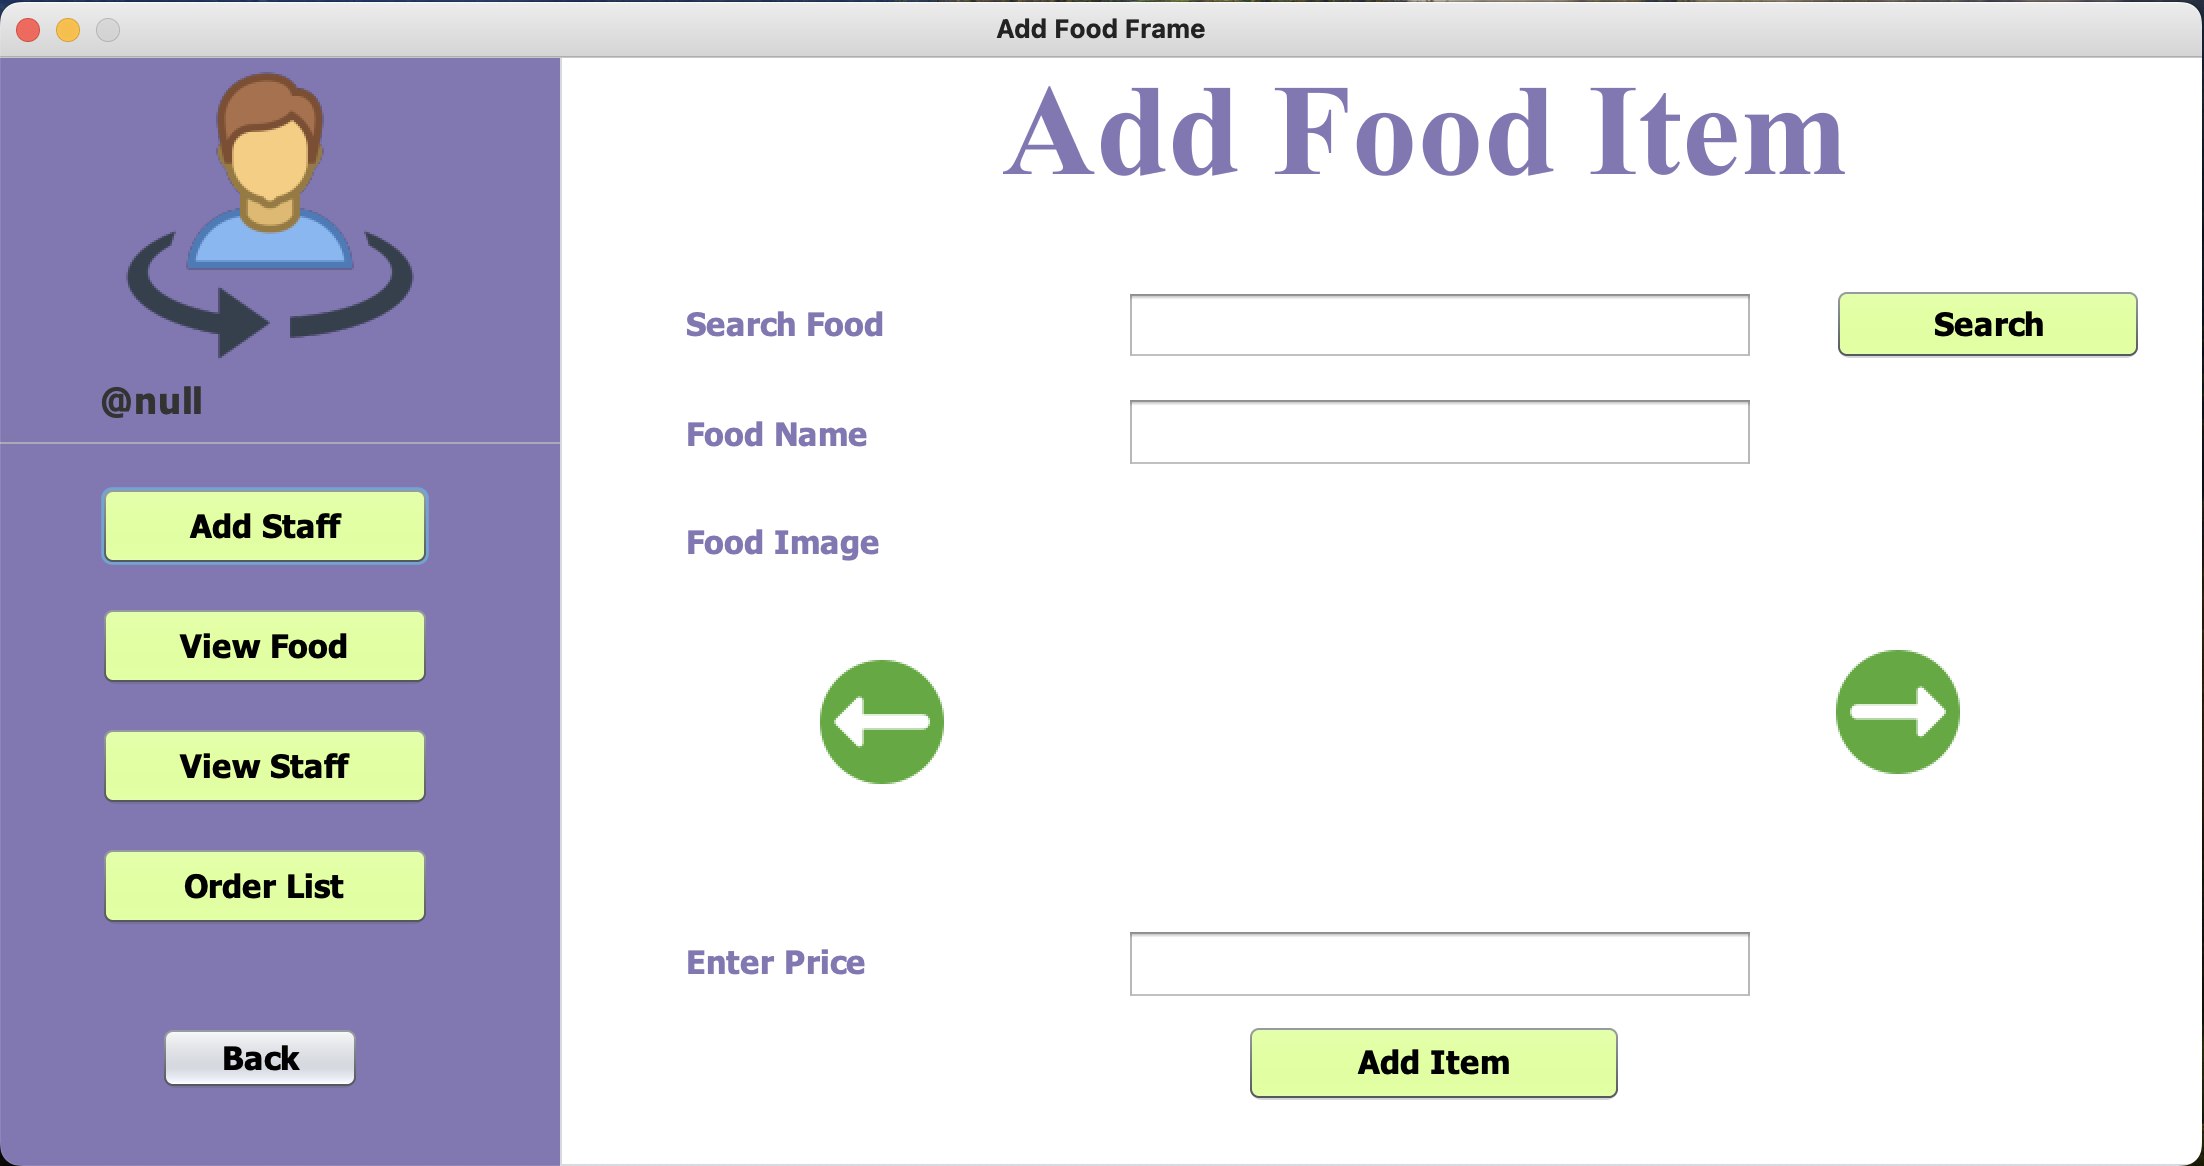 Add Food Frame
@null
Add Staff
View Food
View Staff
Order List
Back
Add Food Item
Search Food
Search
Food Name
Food Image
Enter Price
Add Item